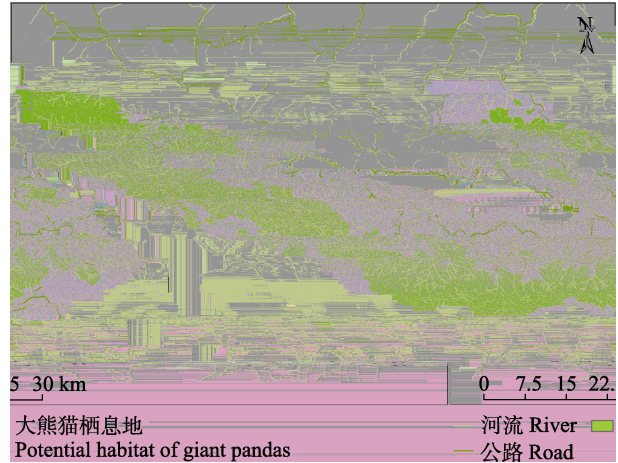 N
5 30 km
0 7.5 15 22.
大熊猫栖息地
河流 River
Potential habitat of giant pandas
公路 Road